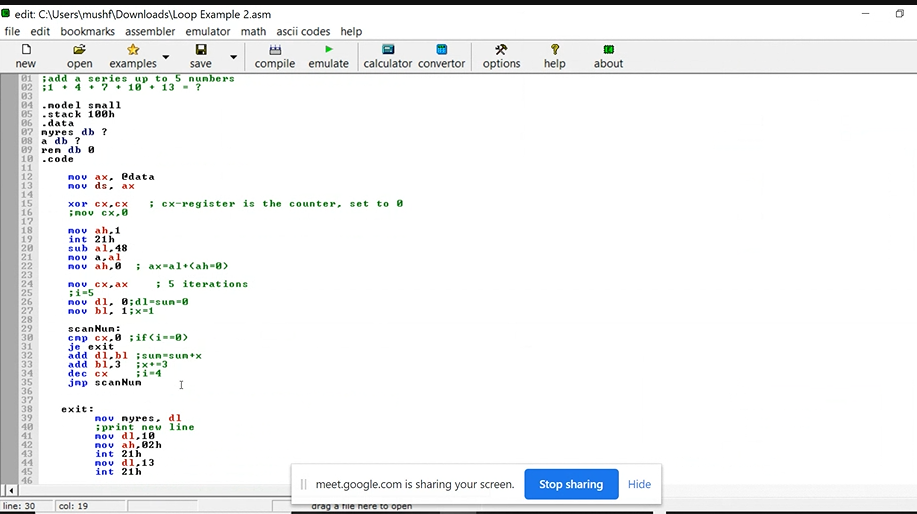 edit: C:\Users\mushf\Downloads\Loop Example 2.asm
file edit bookmarks assembler emulator math ascii codes help
new open examples save compile emulate calculator convertor options help about
01 ;add a series up to 5 numbers
02 ;1 + 4 + 7 + 10 + 13 = ?
03
04 .model small
05 .stack 100h
06 .data
07 myres db ?
08 a db ?
09 rem db 0
10 .code
11
12 mov ax, @data
13 mov ds, ax
14
15 xor cx,cx ; cx-register is the counter, set to 0
16 ;mov cx,0
17
18 mov ah,1
19 int 21h
20 sub al,48
21 mov a,al
22 mov ah,0 ; ax=al+(ah=0)
23
24 mov cx,ax ; 5 iterations
25 ;i=5
26 mov dl, 0;dl=sum=0
27 mov bl, 1;x=1
28
29 scanNum:
30 cmp cx,0 ;if(i==0)
31 je exit
32 add dl,bl ;sum=sum+x
33 add bl,3 ;x+=3
34 dec cx ;i=4
35 jmp scanNum
36
37
38 exit:
39 mov myres, dl
40 ;print new line
41 mov dl,10
42 mov ah,02h
43 int 21h
44 mov dl,13
45 int 21h
46
meet.google.com is sharing your screen. Stop sharing Hide
line: 30 col: 19 drag a file here to open